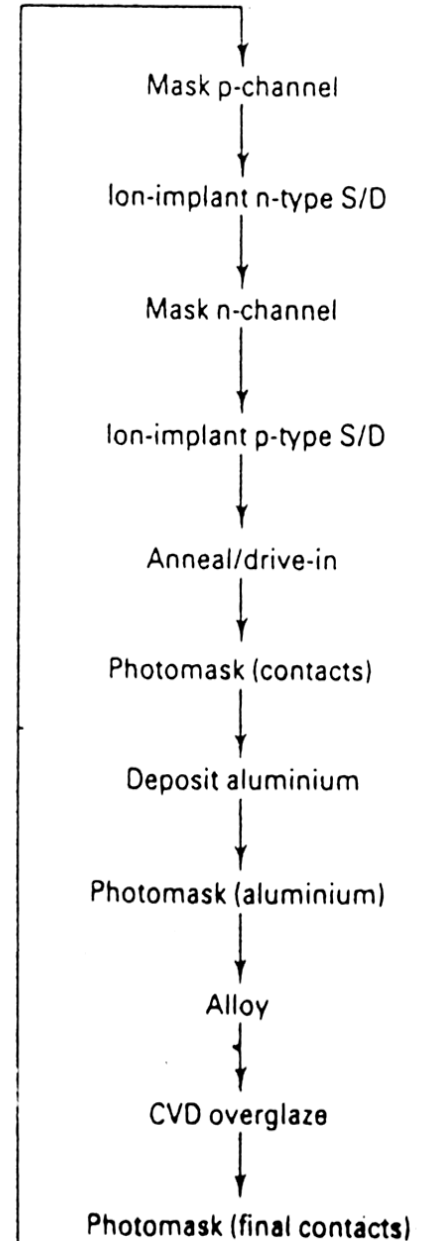 Mask p-channel
Ion-implant n-type S/D
Mask n-channel
Ion-implant p-type S/D
Anneal/drive-in
Photomask (contacts)
Deposit aluminium
Photomask (aluminium)
Alloy
CVD overglaze
Photomask (final contacts)